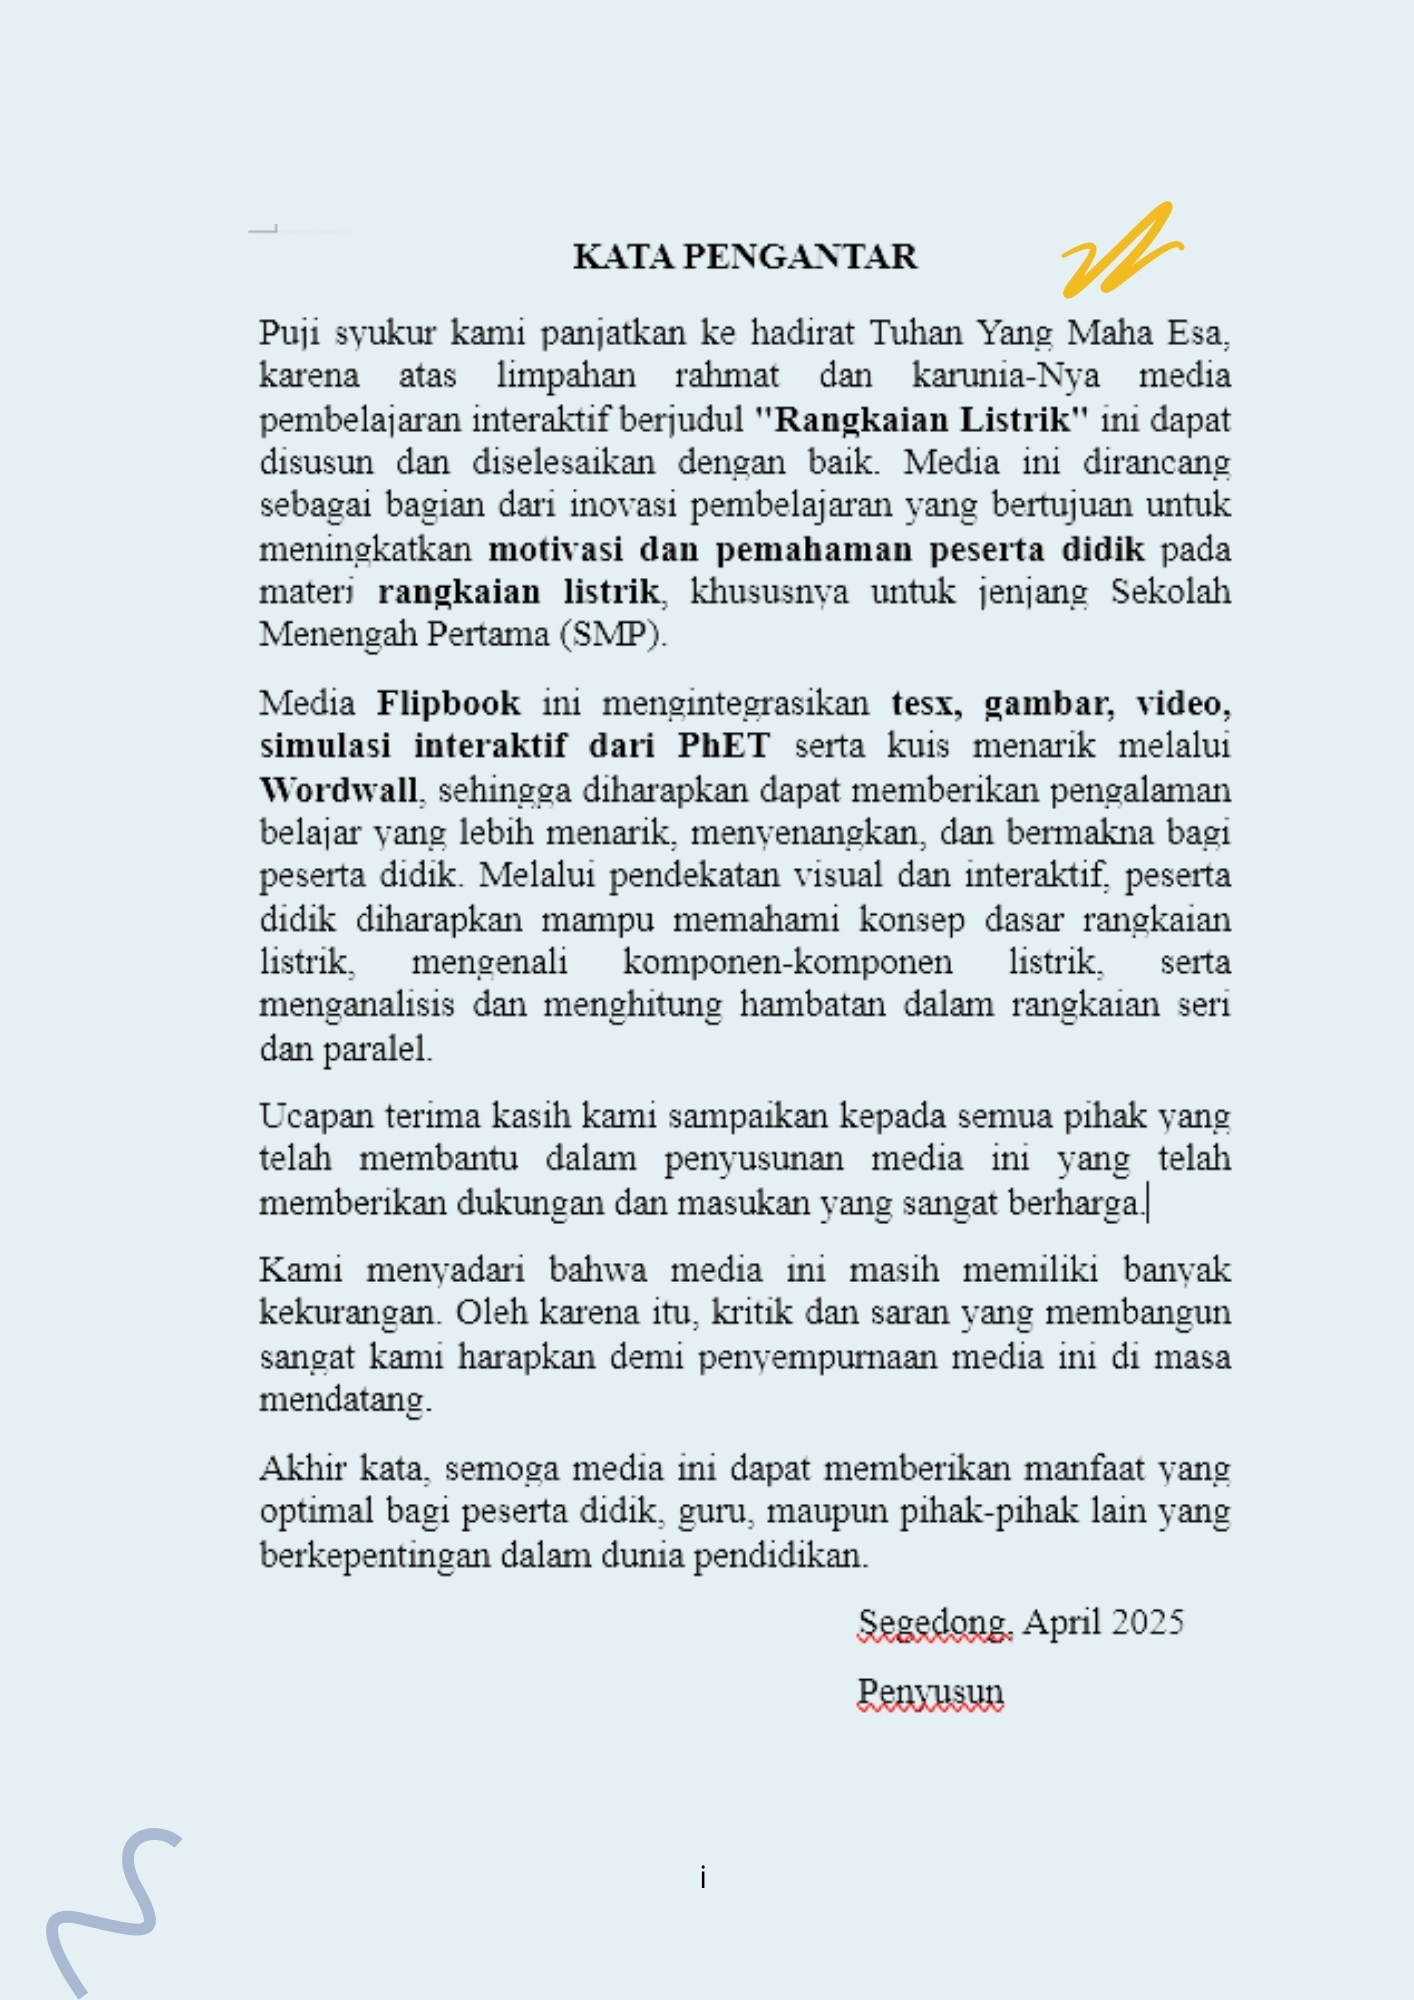 KATA PENGANTAR
Puji syukur kami panjatkan ke hadirat Tuhan Yang Maha Esa,
karena atas limpahan rahmat dan karunia-Nya media
pembelajaran interaktif berjudul "Rangkaian Listrik" ini dapat
disusun dan diselesaikan dengan baik. Media ini dirancang
sebagai bagian dari inovasi pembelajaran yang bertujuan untuk
meningkatkan motivasi dan pemahaman peserta didik pada
materi rangkaian listrik, khususnya untuk jenjang Sekolah
Menengah Pertama (SMP).
Media Flipbook ini mengintegrasikan tesx, gambar, video,
simulasi interaktif dari PhET serta kuis menarik melalui
Wordwall, sehingga diharapkan dapat memberikan pengalaman
belajar yang lebih menarik, menyenangkan, dan bermakna bagi
peserta didik. Melalui pendekatan visual dan interaktif, peserta
didik diharapkan mampu memahami konsep dasar rangkaian
listrik, mengenali komponen-komponen listrik, serta
menganalisis dan menghitung hambatan dalam rangkaian seri
dan paralel.
Ucapan terima kasih kami sampaikan kepada semua pihak yang
telah membantu dalam penyusunan media ini yang telah
memberikan dukungan dan masukan yang sangat berharga.
Kami menyadari bahwa media ini masih memiliki banyak
kekurangan. Oleh karena itu, kritik dan saran yang membangun
sangat kami harapkan demi penyempurnaan media ini di masa
mendatang.
Akhir kata, semoga media ini dapat memberikan manfaat yang
optimal bagi peserta didik, guru, maupun pihak-pihak lain yang
berkepentingan dalam dunia pendidikan.
Segedong, April 2025
Penyusun
i